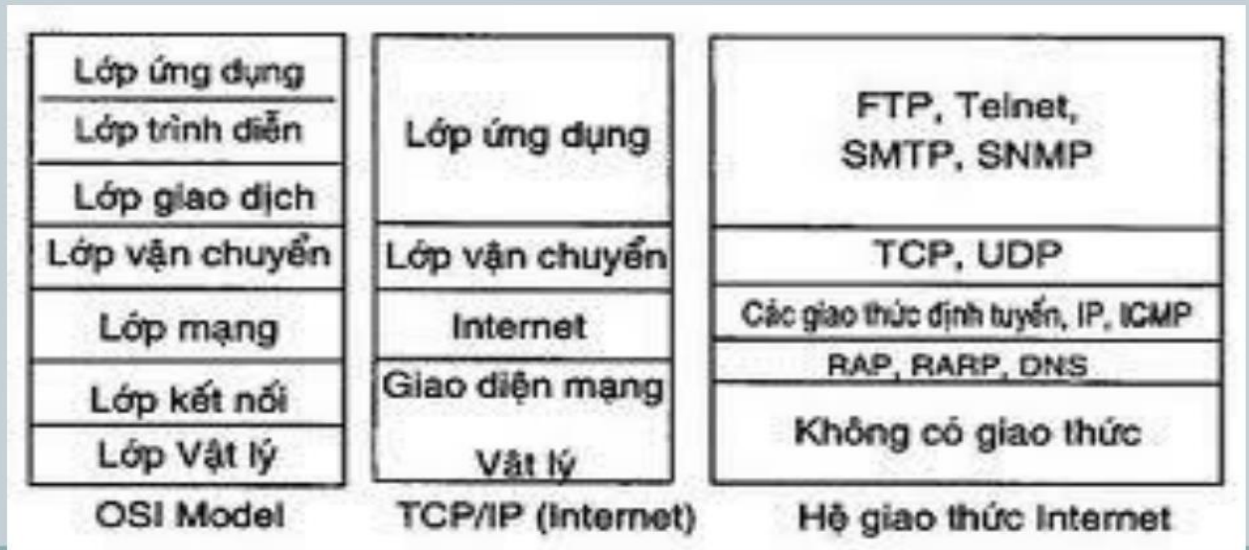 Lớp ứng dụng
Lớp trình diễn
Lớp giao dịch
Lớp vận chuyển
Lớp mạng
Lớp kết nối
Lớp Vật lý
OSI Model
Lớp ứng dụng
Lớp vận chuyển
Internet
Giao diện mạng
Vât lý
TCP/IP (Internet)
FTP, Telnet,
SMTP, SNMP
TCP, UDP
Các giao thức định tuyến, IP, ICMP
RAP, RARP, DNS
Không có giao thức
Hệ giao thức Internet